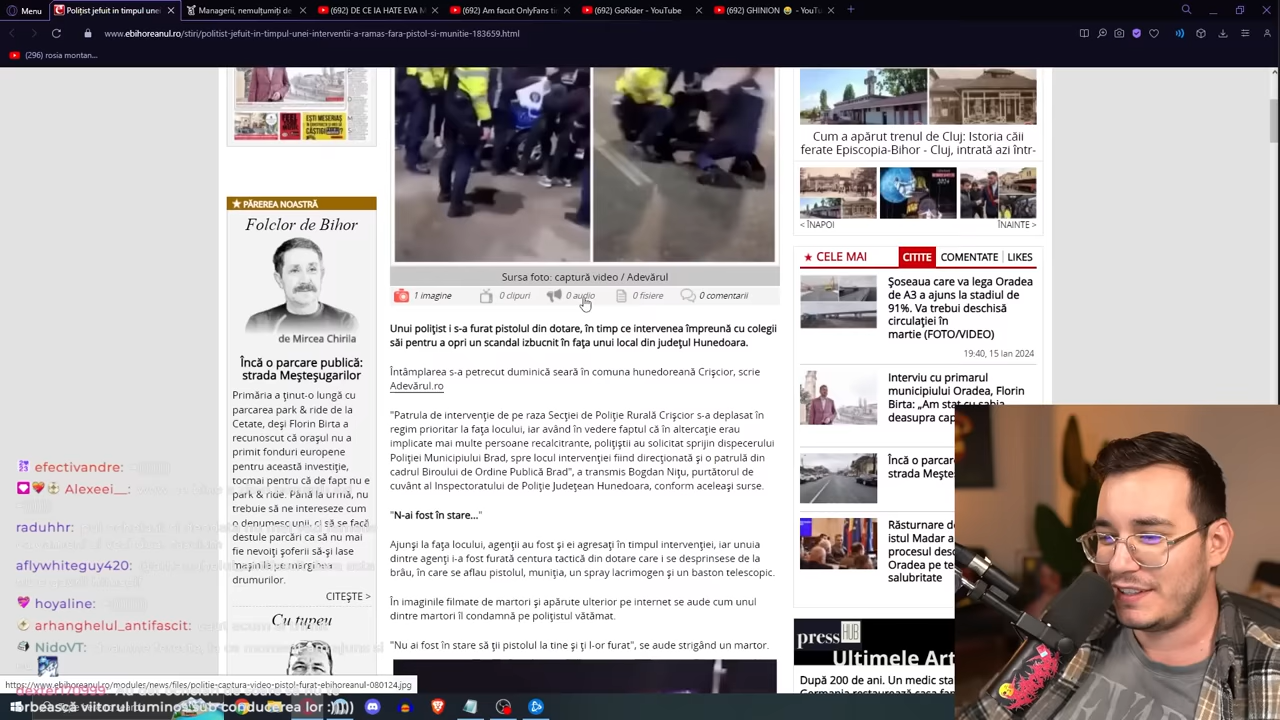 Menu
Polițist jefuit în timpul unei
Managerii, nemulțumiți de
(692) DE CE IA HATE EVA M
(692) Am facut OnlyFans ti
(692) GoRider - YouTube
(692) GHINION 😂 - YouTu
www.ebihoreanul.ro/stiri/politist-jefuit-in-timpul-unei-interventii-a-ramas-fara-pistol-si-munitie-183659.html
(296) rosia montan...
EȘTI MESERIAȘ
★ PĂREREA NOASTRĂ
Folclor de Bihor
de Mircea Chirila
Încă o parcare publică:
strada Meșteșugarilor
Primăria a ținut-o lungă cu
parcarea park & ride de la
Cetate, deși Florin Birta a
recunoscut că orașul nu a
primit fonduri europene
pentru această investiție,
tocmai pentru că de fapt nu e
park & ride. Până la urmă, nu
trebuie să ne intereseze cum
o denumesc unii, ci să se facă
destule parcări ca să nu mai
fie nevoiți șoferii să-și lase
mașinile pe marginea
drumurilor.
CITEȘTE >
Cu tupeu
Sursa foto: captură video / Adevărul
1 imagine
0 clipuri
0 audio
0 fisiere
0 comentarii
Unui polițist i s-a furat pistolul din dotare, în timp ce intervenea împreună cu colegii
săi pentru a opri un scandal izbucnit în fața unui local din județul Hunedoara.
Întâmplarea s-a petrecut duminică seară în comuna hunedoreană Crișcior, scrie
Adevărul.ro
"Patrula de intervenție de pe raza Secției de Poliție Rurală Crișcior s-a deplasat în
regim prioritar la fața locului, iar având în vedere faptul că în altercație erau
implicate mai multe persoane recalcitrante, polițiștii au solicitat sprijin dispecerului
Poliției Municipiului Brad, spre locul intervenției fiind direcționată și o patrulă din
cadrul Biroului de Ordine Publică Brad", a transmis Bogdan Nițu, purtătorul de
cuvânt al Inspectoratului de Poliție Județean Hunedoara, conform aceleași surse.
"N-ai fost în stare..."
Ajunși la fața locului, agenții au fost și ei agresați în timpul intervenției, iar unuia
dintre agenți i-a fost furată centura tactică din dotare care i se desprinsese de la
brâu, în care se aflau pistolul, muniția, un spray lacrimogen și un baston telescopic.
În imaginile filmate de martori și apărute ulterior pe internet se aude cum unul
dintre martori îl condamnă pe polițistul vătămat.
"Nu ai fost în stare să ții pistolul la tine și ți l-or furat", se aude strigând un martor.
Cum a apărut trenul de Cluj: Istoria căii
ferate Episcopia-Bihor - Cluj, intrată azi într-
< ÎNAPOI
ÎNAINTE >
★ CELE MAI
CITITE
COMENTATE
LIKES
Șoseaua care va lega Oradea
de A3 a ajuns la stadiul de
91%. Va trebui deschisă
circulației în
martie (FOTO/VIDEO)
19:40, 15 Ian 2024
Interviu cu primarul
municipiului Oradea, Florin
Birta: „Am stat cu sabia
deasupra cap
Încă o parc
strada Mește
Răsturnare de
istul Madar a
procesul desc
Oradea pe te
salubritate
press HUB
Ultimele Art
După 200 de ani. Un medic sta
efectivandre:
Alexeei__:
raduhhr:
aflywhiteguy420:
hoyaline:
arhanghelul_antifascit:
NidoVT:
https://www.ebihoreanul.ro/modules/news/files/politie-captura-video-pistol-furat-ebihoreanul-080124.jpg